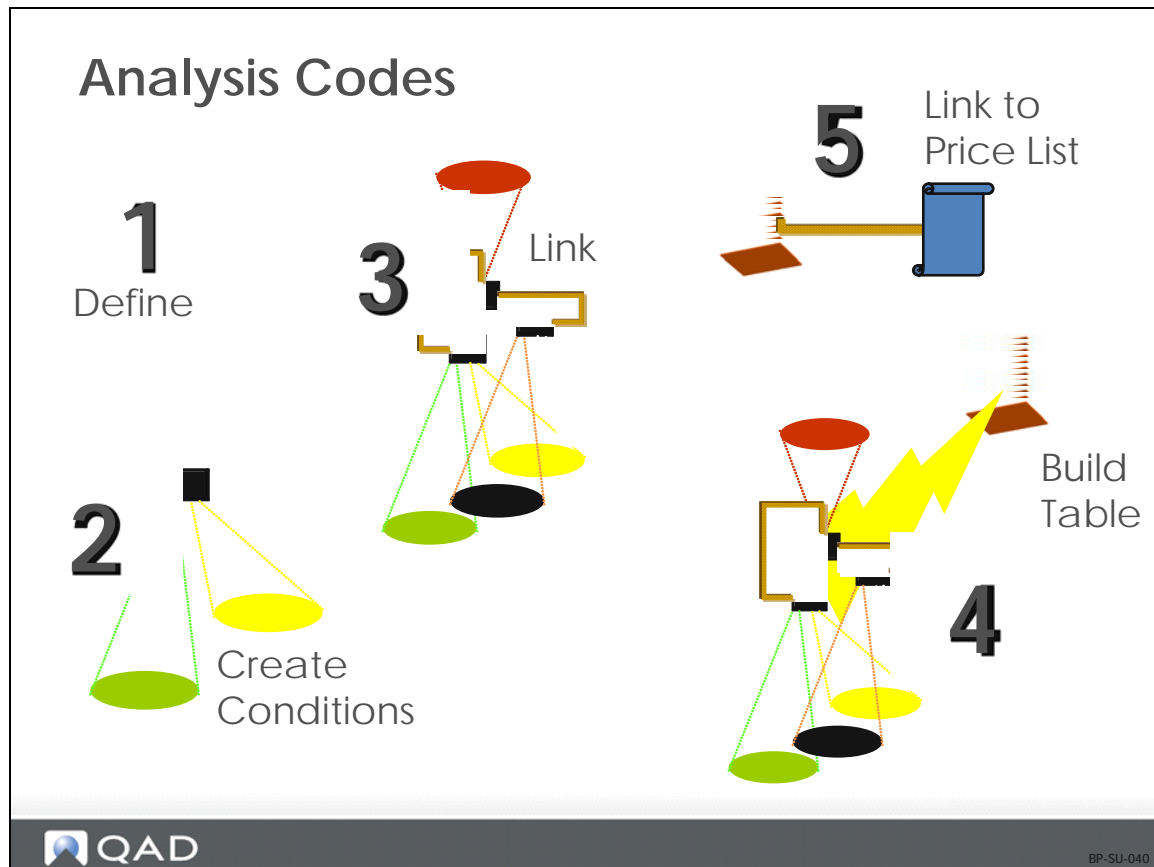 Analysis Codes
1
Define
2
Create
Conditions
3
Link
4
Build
Table
5
Link to
Price List
QAD
BP-SU-040